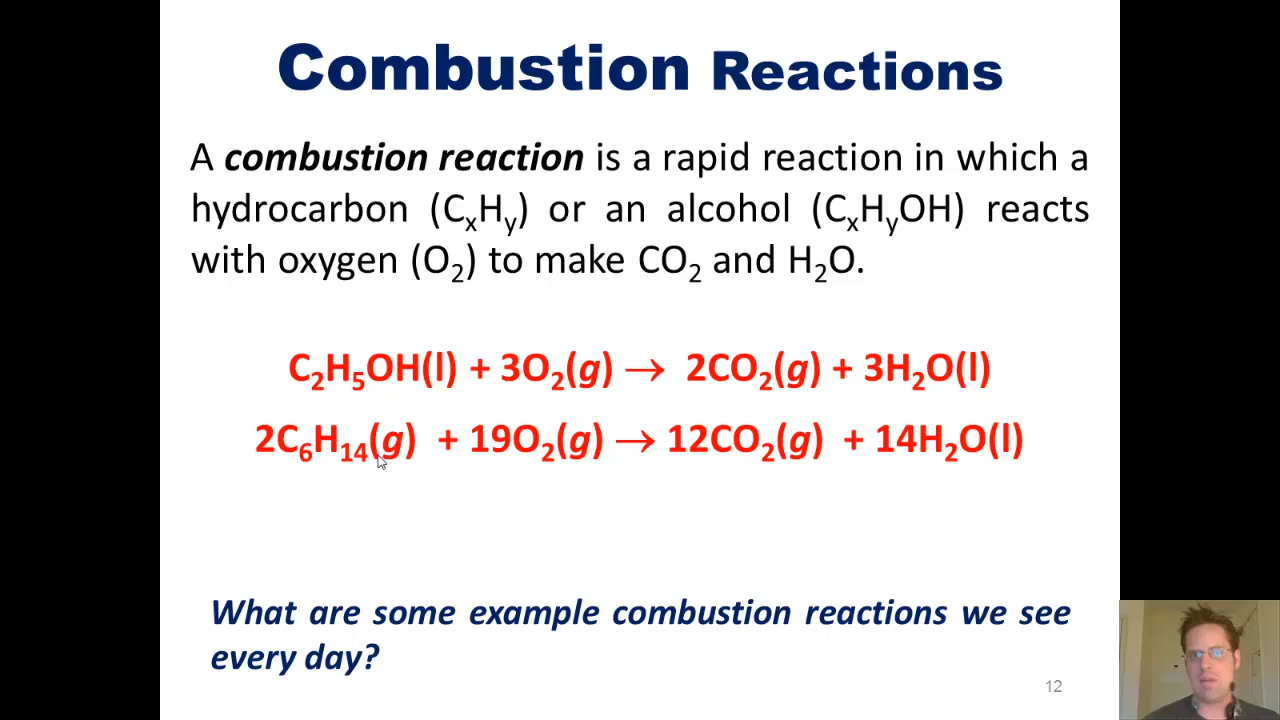 Combustion Reactions
A combustion reaction is a rapid reaction in which a
hydrocarbon (CₓHᵧ) or an alcohol (CₓHᵧOH) reacts
with oxygen (O₂) to make CO₂ and H₂O.
C₂H₅OH(l) + 3O₂(g) → 2CO₂(g) + 3H₂O(l)
2C₆H₁₄(g) + 19O₂(g) → 12CO₂(g) + 14H₂O(l)
What are some example combustion reactions we see
every day?
12